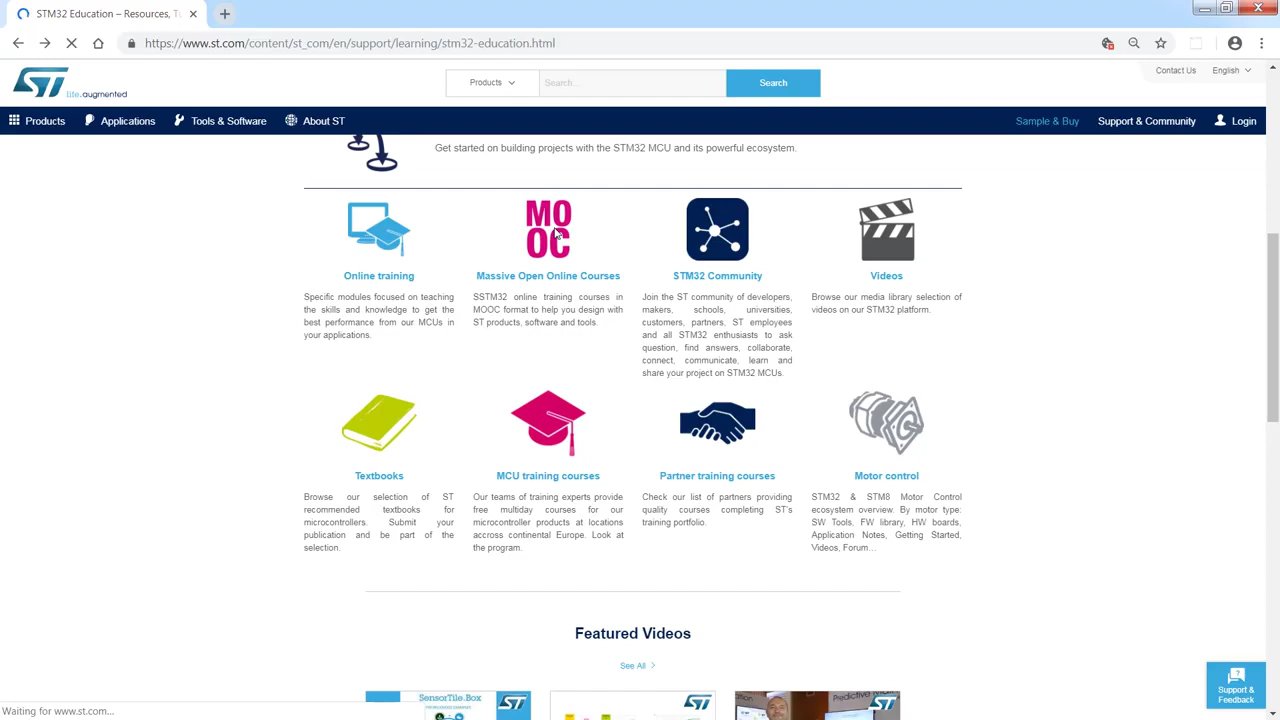 STM32 Education – Resources, T
https://www.st.com/content/st_com/en/support/learning/stm32-education.html
Contact Us
English
ST
life.augmented
Products
Search...
Search
Products
Applications
Tools & Software
About ST
Sample & Buy
Support & Community
Login
Get started on building projects with the STM32 MCU and its powerful ecosystem.
MO
OC
Online training
Massive Open Online Courses
STM32 Community
Videos
Specific modules focused on teaching
the skills and knowledge to get the
best performance from our MCUs in
your applications.
SSTM32 online training courses in
MOOC format to help you design with
ST products, software and tools.
Join the ST community of developers,
makers, schools, universities,
customers, partners, ST employees
and all STM32 enthusiasts to ask
question, find answers, collaborate,
connect, communicate, learn and
share your project on STM32 MCUs.
Browse our media library selection of
videos on our STM32 platform.
Textbooks
MCU training courses
Partner training courses
Motor control
Browse our selection of ST
recommended textbooks for
microcontrollers. Submit your
publication and be part of the
selection.
Our teams of training experts provide
free multiday courses for our
microcontroller products at locations
accross continental Europe. Look at
the program.
Check our list of partners providing
quality courses completing ST's
training portfolio.
STM32 & STM8 Motor Control
ecosystem overview. By motor type:
SW Tools, FW library, HW boards,
Application Notes, Getting Started,
Videos, Forum...
Featured Videos
See All
SensorTile.Box
ST
ST
Predictive
ST
Support &
Feedback
Waiting for www.st.com...